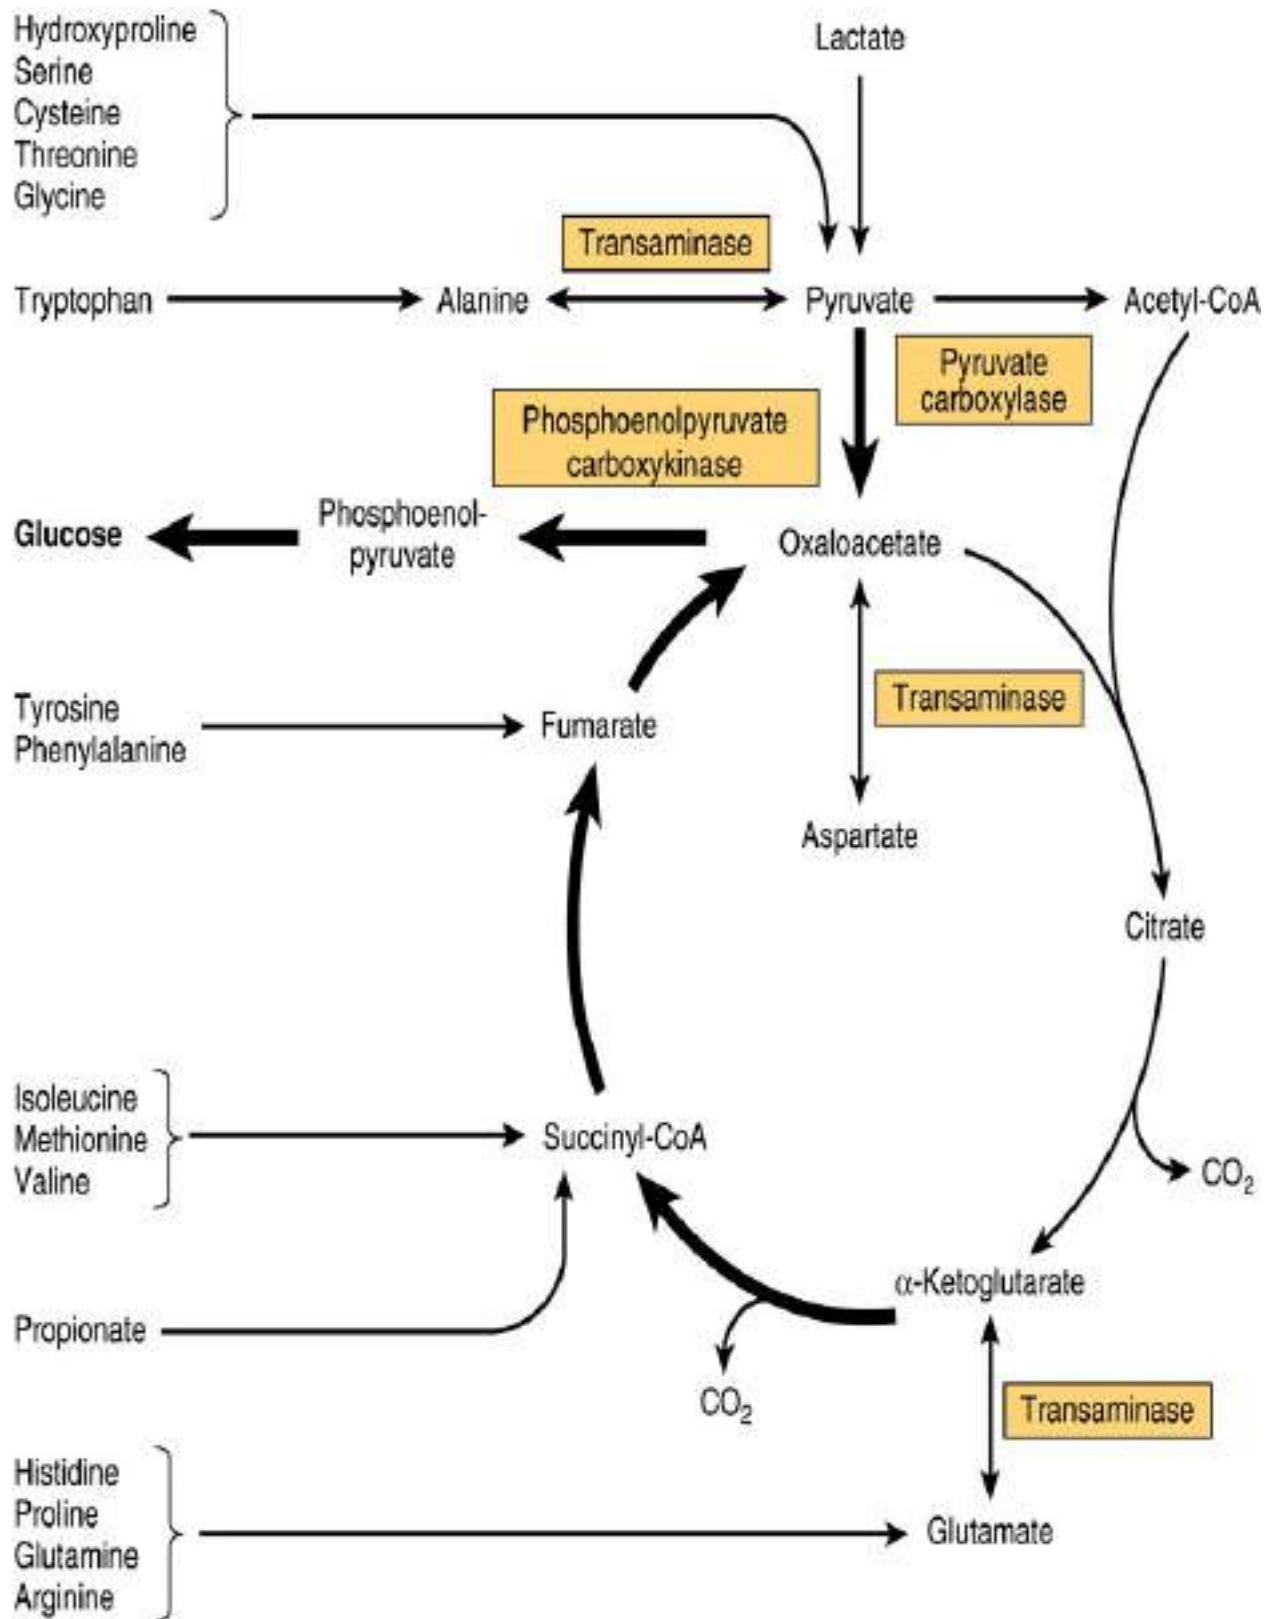 Hydroxyproline
Serine
Cysteine
Threonine
Glycine
Lactate
Transaminase
Tryptophan
Alanine
Pyruvate
Acetyl-CoA
Pyruvate
carboxylase
Phosphoenolpyruvate
carboxykinase
Glucose
Phosphoenol-
pyruvate
Oxaloacetate
Transaminase
Tyrosine
Phenylalanine
Fumarate
Aspartate
Citrate
Isoleucine
Methionine
Valine
Succinyl-CoA
CO₂
α-Ketoglutarate
Propionate
CO₂
Transaminase
Histidine
Proline
Glutamine
Arginine
Glutamate